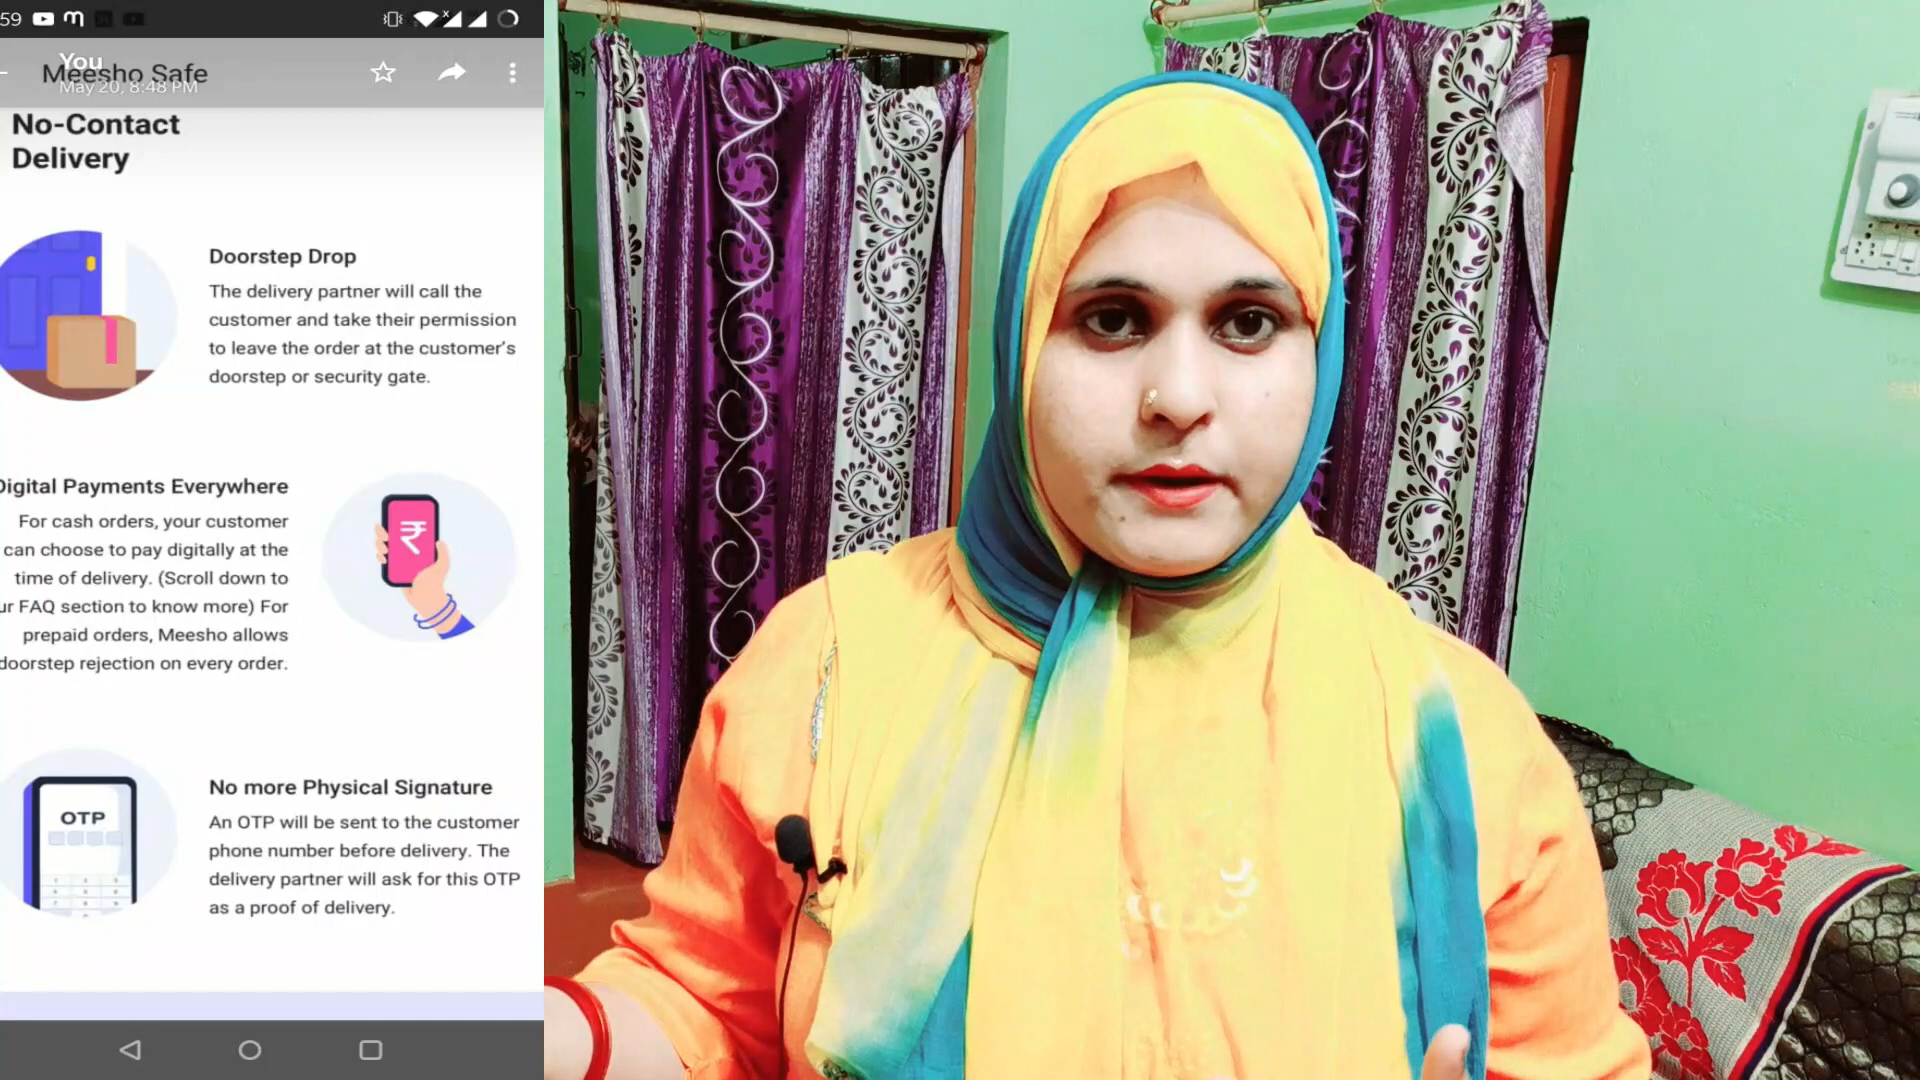 59
You
Meesho Safe
May 20, 8:48 PM
No-Contact
Delivery
Doorstep Drop
The delivery partner will call the
customer and take their permission
to leave the order at the customer's
doorstep or security gate.
Digital Payments Everywhere
For cash orders, your customer
can choose to pay digitally at the
time of delivery. (Scroll down to
ur FAQ section to know more) For
prepaid orders, Meesho allows
doorstep rejection on every order.
OTP
No more Physical Signature
An OTP will be sent to the customer
phone number before delivery. The
delivery partner will ask for this OTP
as a proof of delivery.